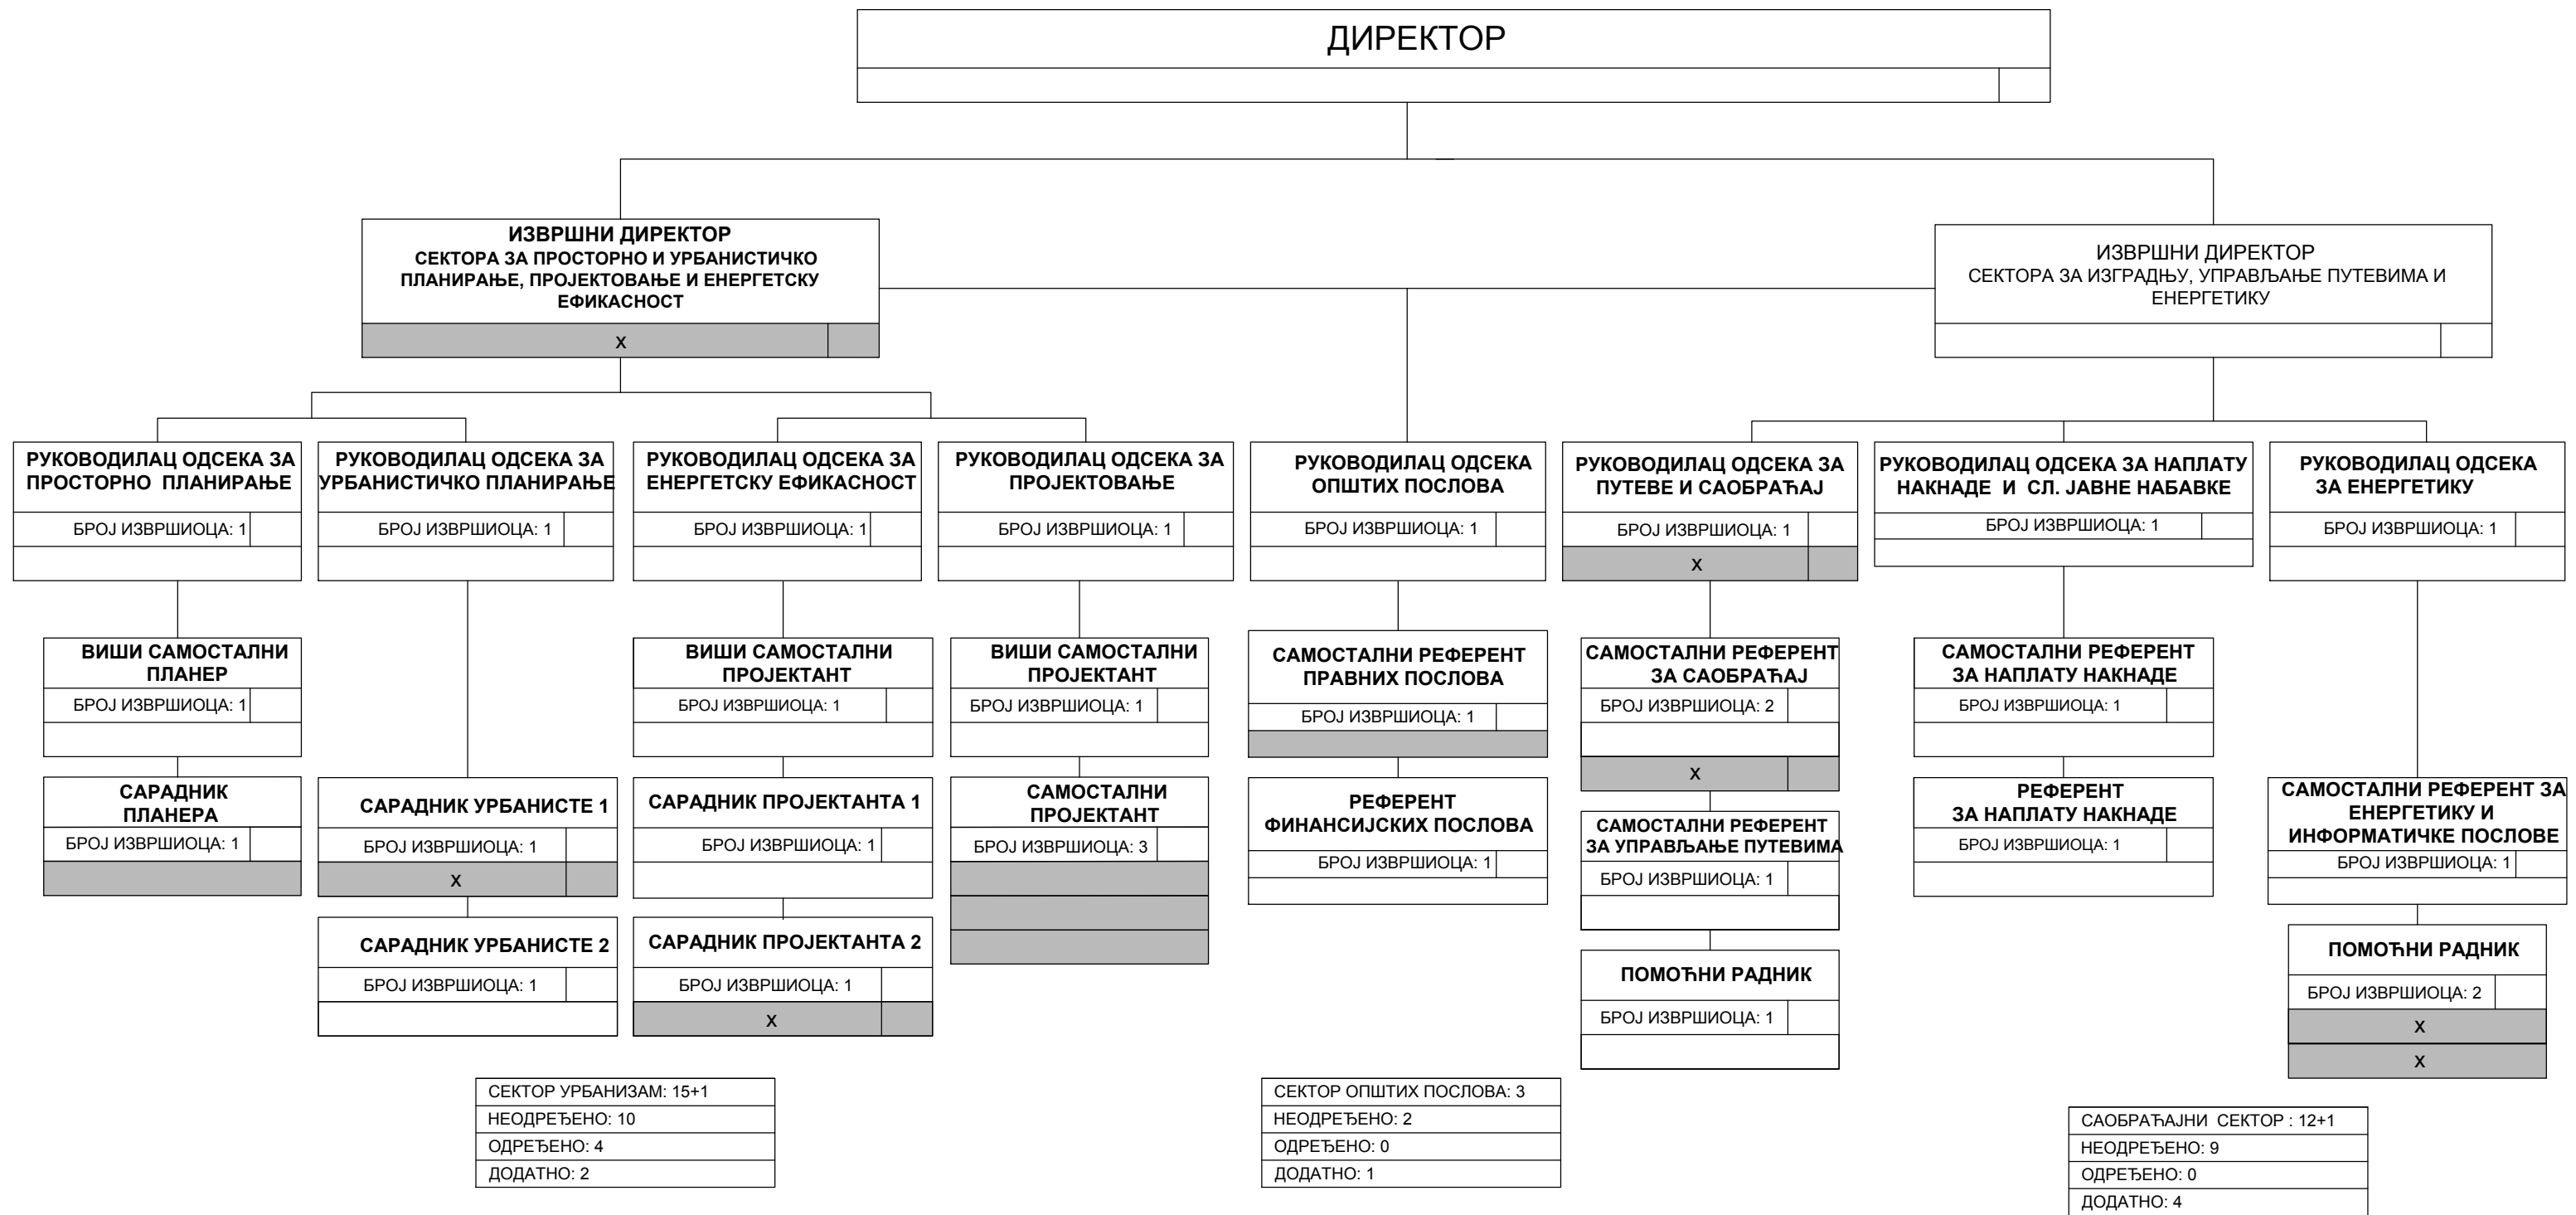 ДИРЕКТОР
ИЗВРШНИ ДИРЕКТОР
СЕКТОРА ЗА ПРОСТОРНО И УРБАНИСТИЧКО
ПЛАНИРАЊЕ, ПРОЈЕКТОВАЊЕ И ЕНЕРГЕТСКУ
ЕФИКАСНОСТ
X
ИЗВРШНИ ДИРЕКТОР
СЕКТОРА ЗА ИЗГРАДЊУ, УПРАВЉАЊЕ ПУТЕВИМА И
ЕНЕРГЕТИКУ
РУКОВОДИЛАЦ ОДСЕКА ЗА
ПРОСТОРНО ПЛАНИРАЊЕ
БРОЈ ИЗВРШИОЦА: 1
РУКОВОДИЛАЦ ОДСЕКА ЗА
УРБАНИСТИЧКО ПЛАНИРАЊЕ
БРОЈ ИЗВРШИОЦА: 1
РУКОВОДИЛАЦ ОДСЕКА ЗА
ЕНЕРГЕТСКУ ЕФИКАСНОСТ
БРОЈ ИЗВРШИОЦА: 1
РУКОВОДИЛАЦ ОДСЕКА ЗА
ПРОЈЕКТОВАЊЕ
БРОЈ ИЗВРШИОЦА: 1
РУКОВОДИЛАЦ ОДСЕКА
ОПШТИХ ПОСЛОВА
БРОЈ ИЗВРШИОЦА: 1
РУКОВОДИЛАЦ ОДСЕКА ЗА
ПУТЕВЕ И САОБРАЋАЈ
БРОЈ ИЗВРШИОЦА: 1
X
РУКОВОДИЛАЦ ОДСЕКА ЗА НАПЛАТУ
НАКНАДЕ И СЛ. ЈАВНЕ НАБАВКЕ
БРОЈ ИЗВРШИОЦА: 1
РУКОВОДИЛАЦ ОДСЕКА
ЗА ЕНЕРГЕТИКУ
БРОЈ ИЗВРШИОЦА: 1
ВИШИ САМОСТАЛНИ
ПЛАНЕР
БРОЈ ИЗВРШИОЦА: 1
ВИШИ САМОСТАЛНИ
ПРОЈЕКТАНТ
БРОЈ ИЗВРШИОЦА: 1
ВИШИ САМОСТАЛНИ
ПРОЈЕКТАНТ
БРОЈ ИЗВРШИОЦА: 1
САМОСТАЛНИ РЕФЕРЕНТ
ПРАВНИХ ПОСЛОВА
БРОЈ ИЗВРШИОЦА: 1
САМОСТАЛНИ РЕФЕРЕНТ
ЗА САОБРАЋАЈ
БРОЈ ИЗВРШИОЦА: 2
X
САМОСТАЛНИ РЕФЕРЕНТ
ЗА НАПЛАТУ НАКНАДЕ
БРОЈ ИЗВРШИОЦА: 1
САРАДНИК
ПЛАНЕРА
БРОЈ ИЗВРШИОЦА: 1
САРАДНИК УРБАНИСТЕ 1
БРОЈ ИЗВРШИОЦА: 1
X
САРАДНИК ПРОЈЕКТАНТА 1
БРОЈ ИЗВРШИОЦА: 1
САМОСТАЛНИ
ПРОЈЕКТАНТ
БРОЈ ИЗВРШИОЦА: 3
РЕФЕРЕНТ
ФИНАНСИЈСКИХ ПОСЛОВА
БРОЈ ИЗВРШИОЦА: 1
САМОСТАЛНИ РЕФЕРЕНТ
ЗА УПРАВЉАЊЕ ПУТЕВИМА
БРОЈ ИЗВРШИОЦА: 1
РЕФЕРЕНТ
ЗА НАПЛАТУ НАКНАДЕ
БРОЈ ИЗВРШИОЦА: 1
САМОСТАЛНИ РЕФЕРЕНТ ЗА
ЕНЕРГЕТИКУ И
ИНФОРМАТИЧКЕ ПОСЛОВЕ
БРОЈ ИЗВРШИОЦА: 1
САРАДНИК УРБАНИСТЕ 2
БРОЈ ИЗВРШИОЦА: 1
САРАДНИК ПРОЈЕКТАНТА 2
БРОЈ ИЗВРШИОЦА: 1
X
ПОМОЋНИ РАДНИК
БРОЈ ИЗВРШИОЦА: 1
ПОМОЋНИ РАДНИК
БРОЈ ИЗВРШИОЦА: 2
X
X
СЕКТОР УРБАНИЗАМ: 15+1
НЕОДРЕЂЕНО: 10
ОДРЕЂЕНО: 4
ДОДАТНО: 2
СЕКТОР ОПШТИХ ПОСЛОВА: 3
НЕОДРЕЂЕНО: 2
ОДРЕЂЕНО: 0
ДОДАТНО: 1
САОБРАЋАЈНИ СЕКТОР : 12+1
НЕОДРЕЂЕНО: 9
ОДРЕЂЕНО: 0
ДОДАТНО: 4